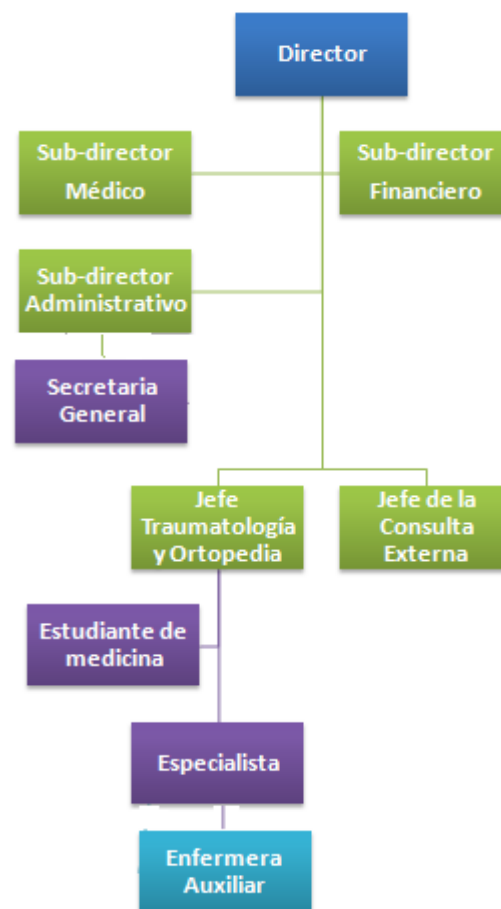 Director
Sub-director
Médico
Sub-director
Financiero
Sub-director
Administrativo
Secretaria
General
Jefe
Traumatología
y Ortopedia
Jefe de la
Consulta
Externa
Estudiante de
medicina
Especialista
Enfermera
Auxiliar